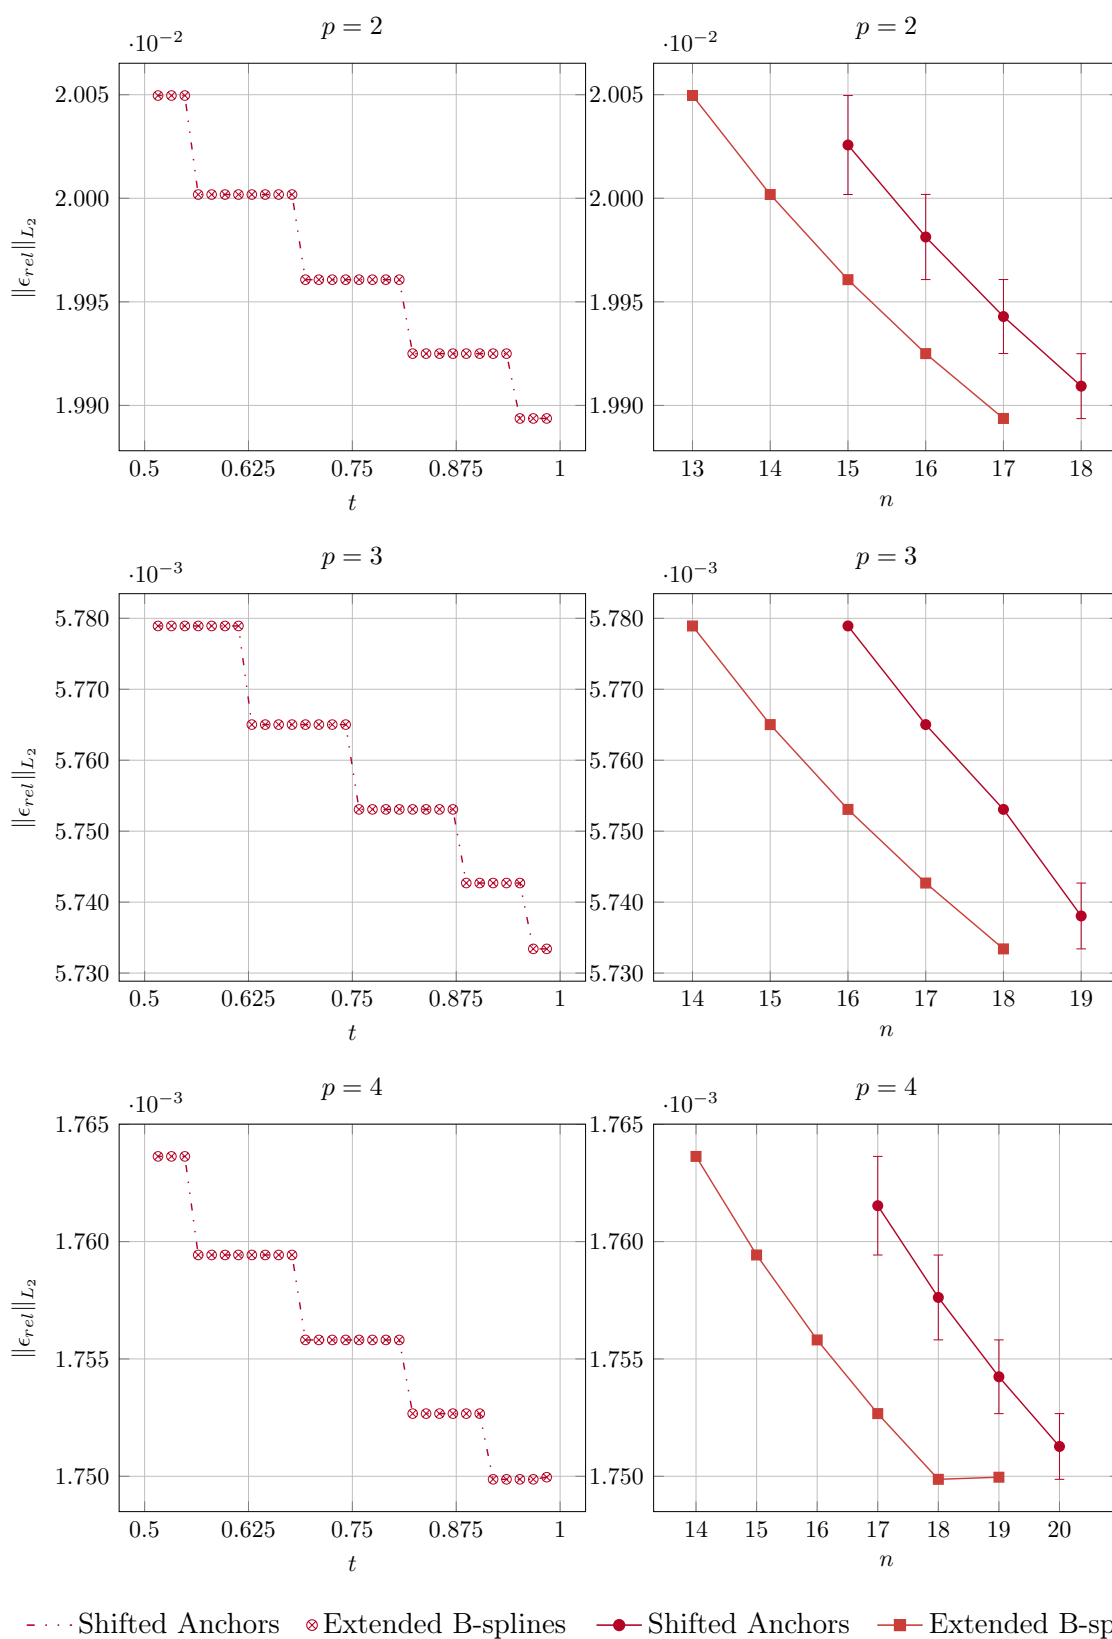 p = 2
·10⁻²
2.005
2.000
1.995
1.990
‖ϵ_rel‖_L₂
0.5 0.625 0.75 0.875 1
t
p = 2
·10⁻²
2.005
2.000
1.995
1.990
13 14 15 16 17 18
n
p = 3
·10⁻³
5.780
5.770
5.760
5.750
5.740
5.730
‖ϵ_rel‖_L₂
0.5 0.625 0.75 0.875 1
t
p = 3
·10⁻³
5.780
5.770
5.760
5.750
5.740
5.730
14 15 16 17 18 19
n
p = 4
·10⁻³
1.765
1.760
1.755
1.750
‖ϵ_rel‖_L₂
0.5 0.625 0.75 0.875 1
t
p = 4
·10⁻³
1.765
1.760
1.755
1.750
14 15 16 17 18 19 20
n
Shifted Anchors Extended B-splines Shifted Anchors Extended B-sp